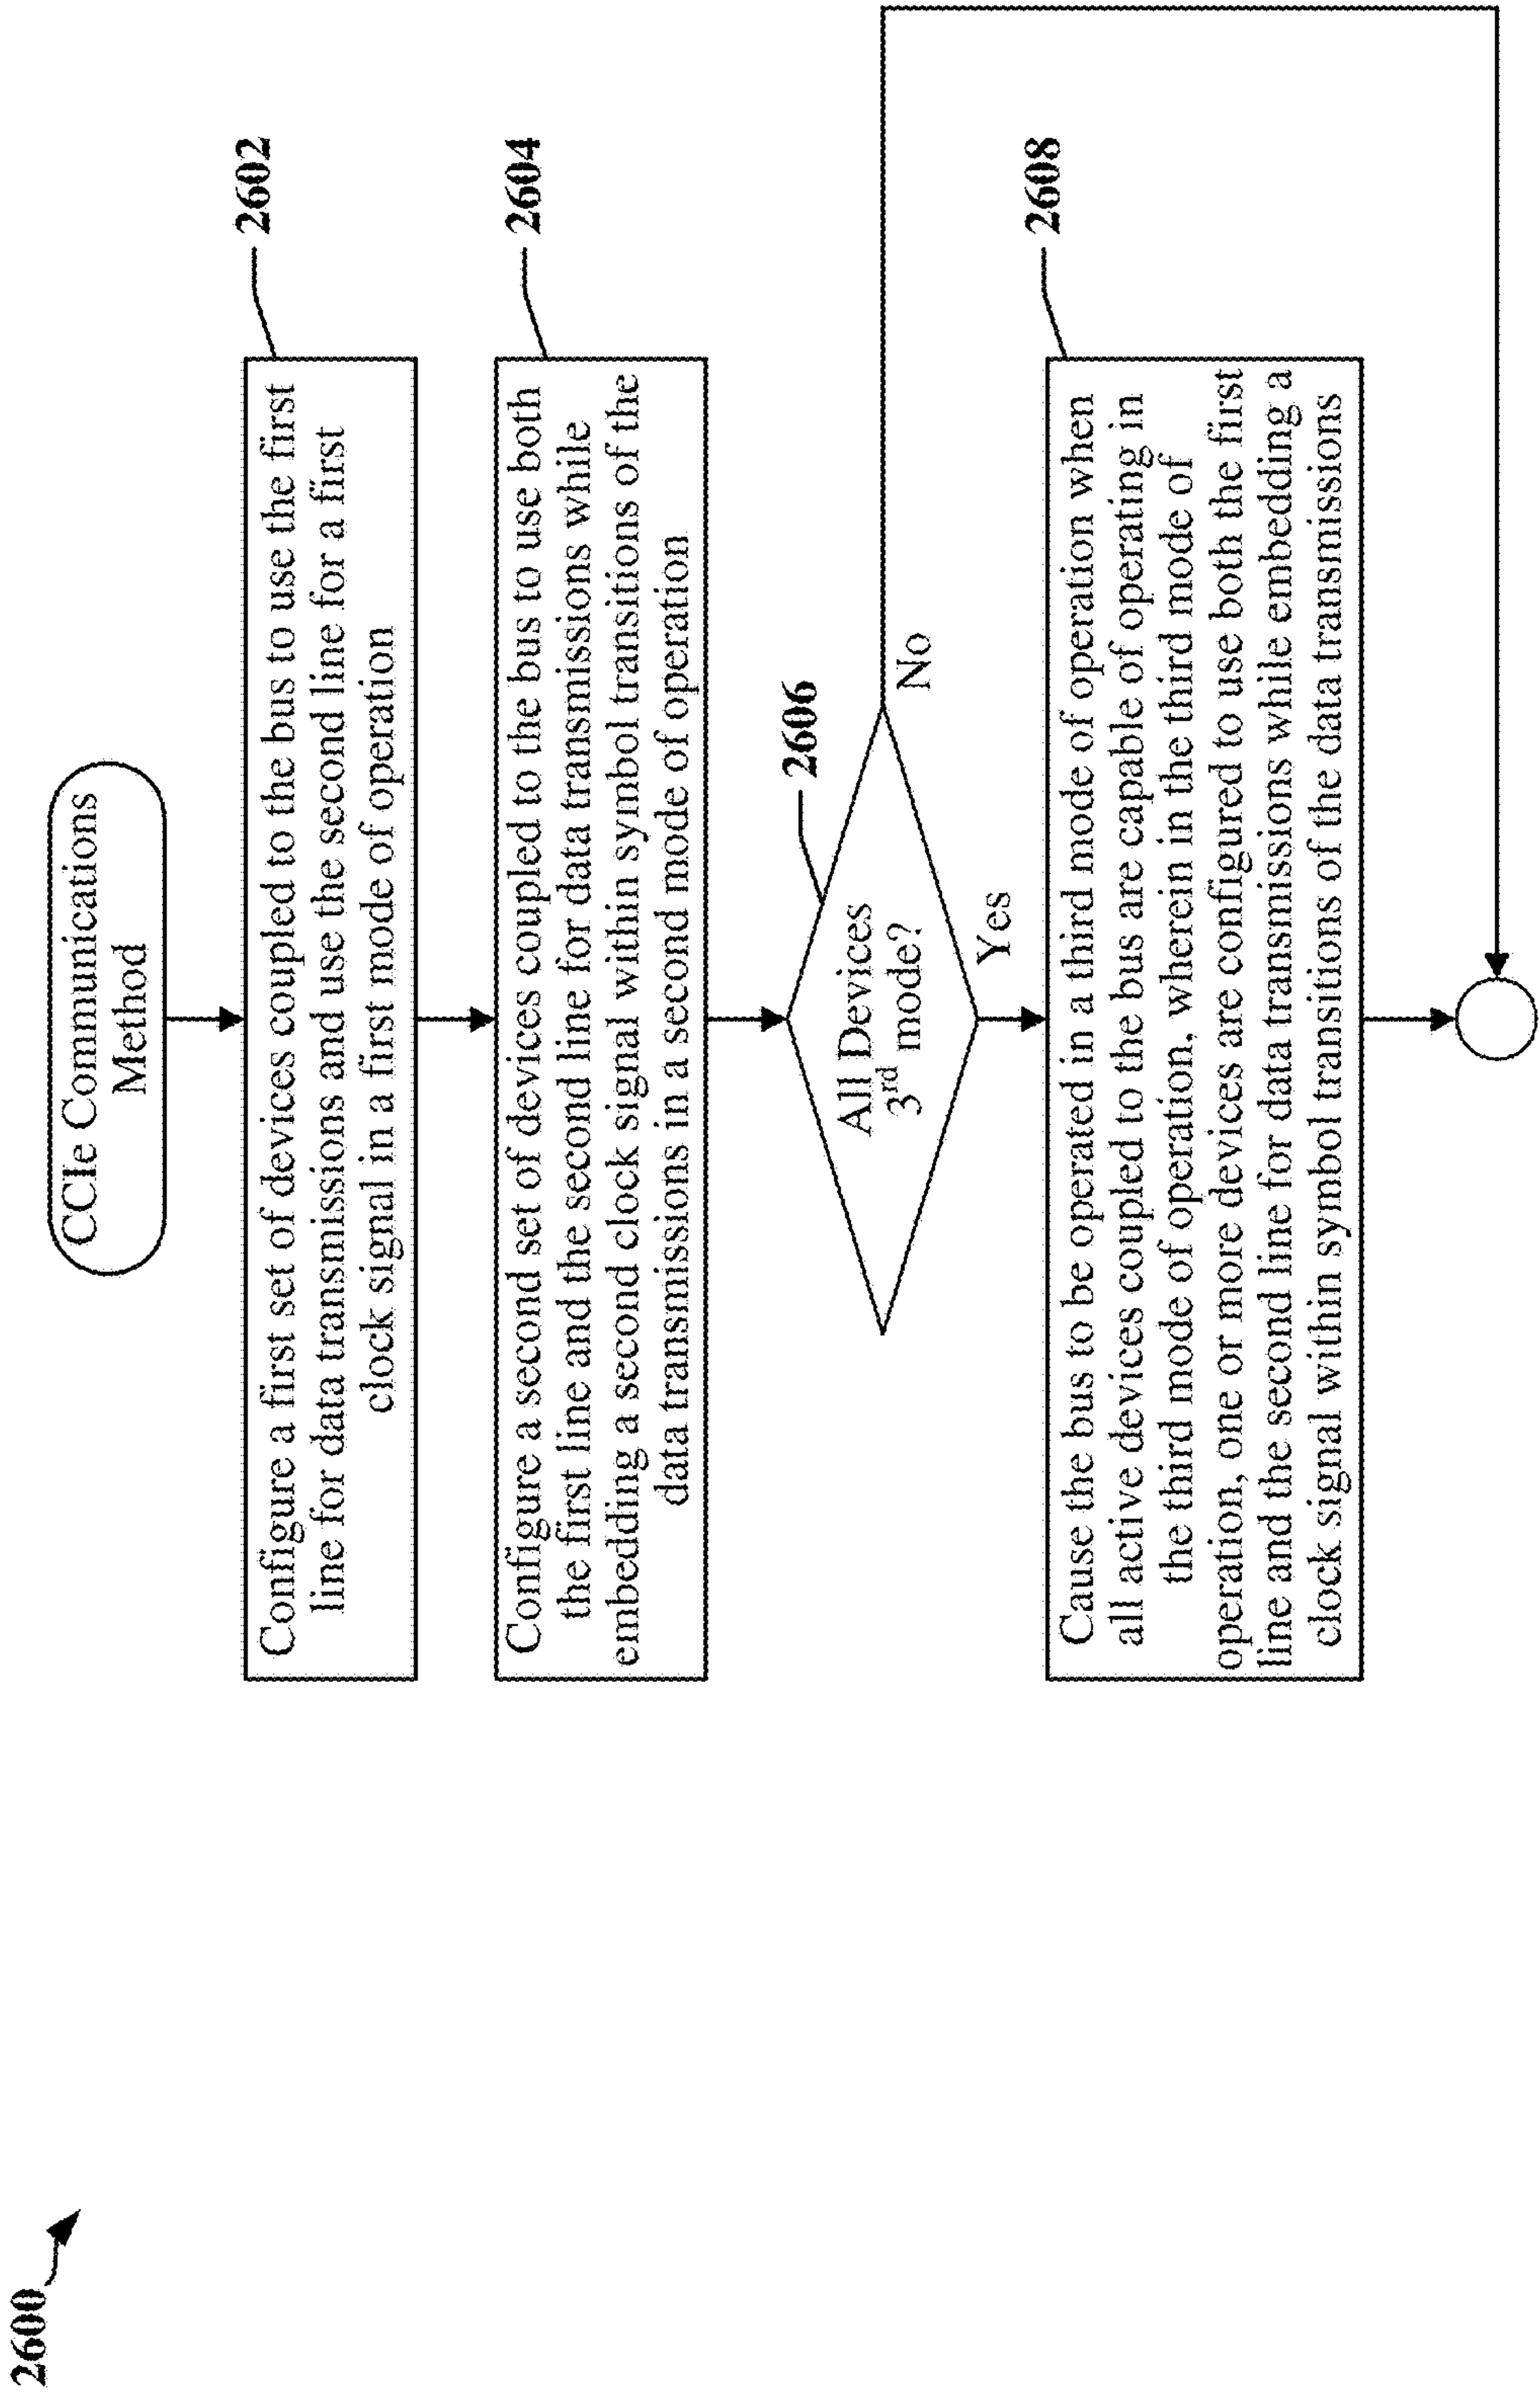 2600
CCIe Communications
Method
2602
Configure a first set of devices coupled to the bus to use the first
line for data transmissions and use the second line for a first
clock signal in a first mode of operation
2604
Configure a second set of devices coupled to the bus to use both
the first line and the second line for data transmissions while
embedding a second clock signal within symbol transitions of the
data transmissions in a second mode of operation
2606
All Devices
3rd
mode?
No
Yes
2608
Cause the bus to be operated in a third mode of operation when
all active devices coupled to the bus are capable of operating in
the third mode of operation, wherein in the third mode of
operation, one or more devices are configured to use both the first
line and the second line for data transmissions while embedding a
clock signal within symbol transitions of the data transmissions